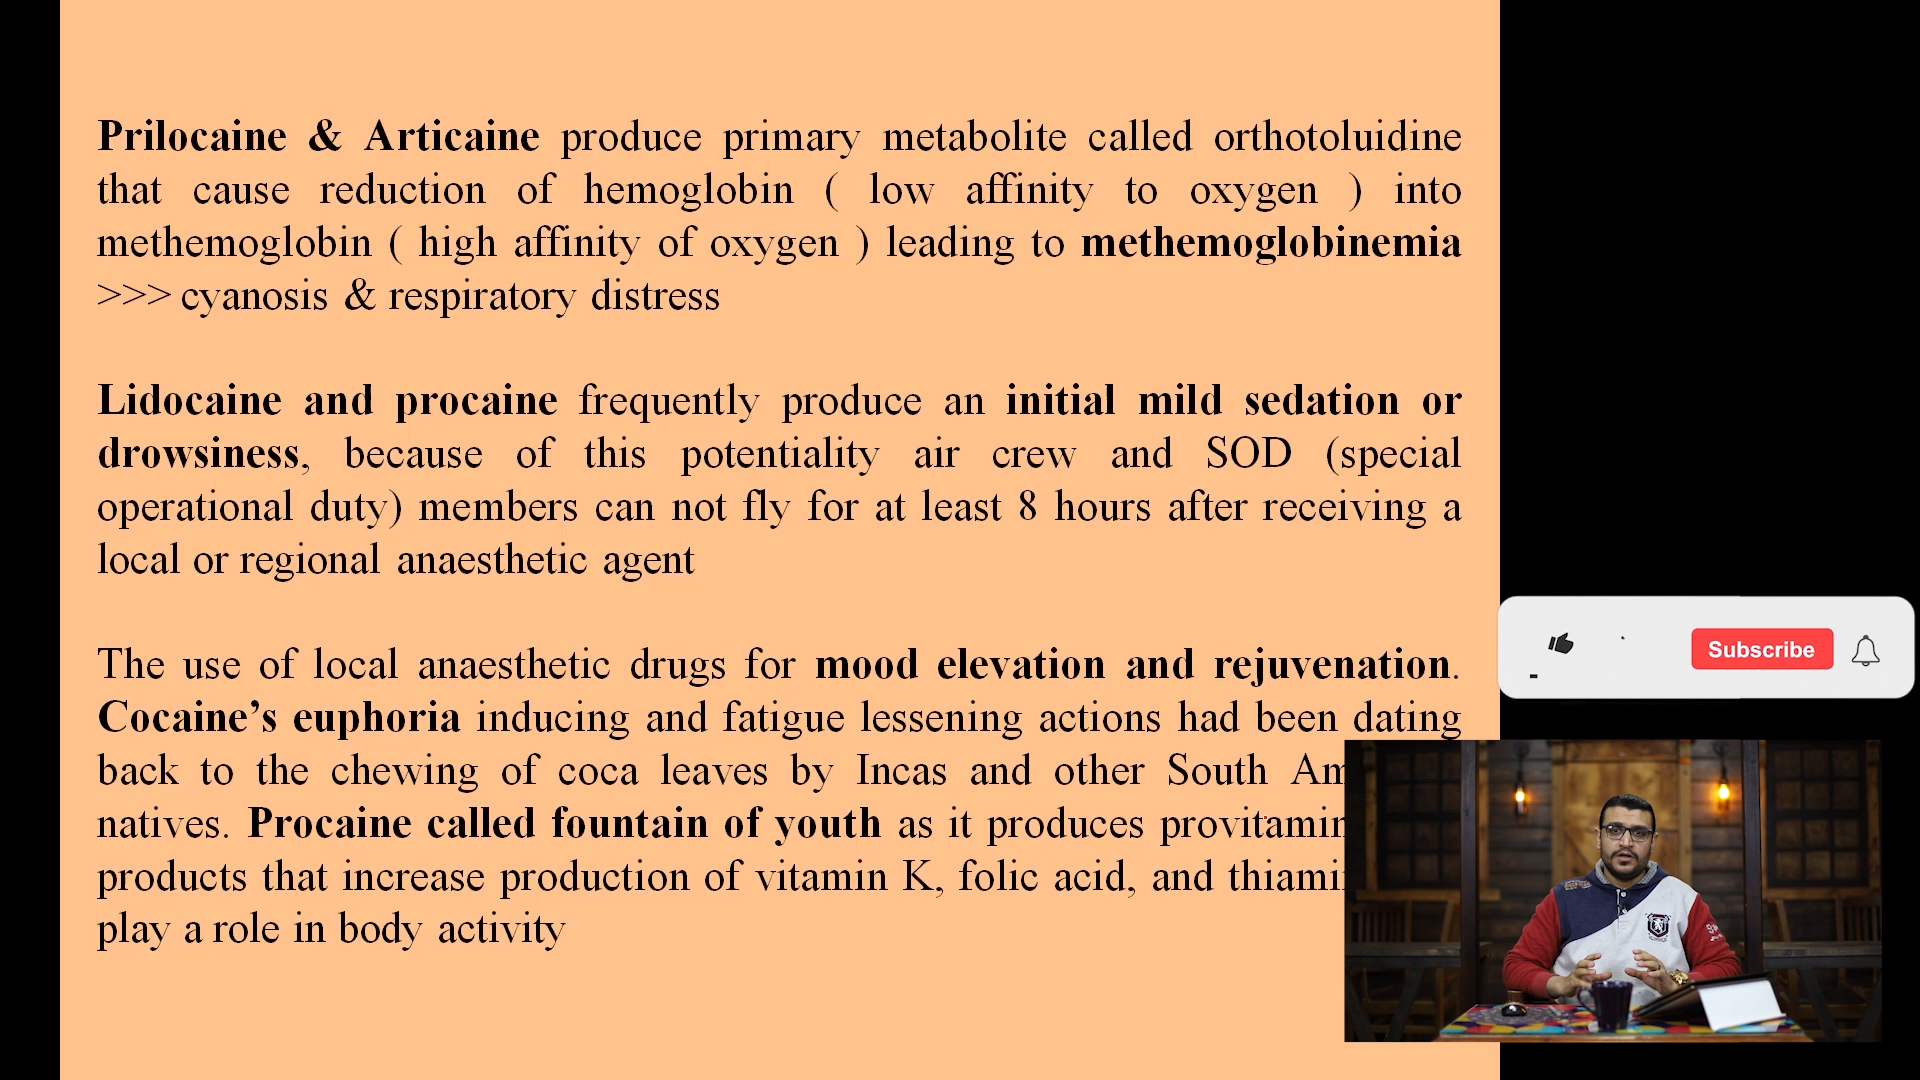 Prilocaine & Articaine produce primary metabolite called orthotoluidine
that cause reduction of hemoglobin ( low affinity to oxygen ) into
methemoglobin ( high affinity of oxygen ) leading to methemoglobinemia
>>> cyanosis & respiratory distress
Lidocaine and procaine frequently produce an initial mild sedation or
drowsiness, because of this potentiality air crew and SOD (special
operational duty) members can not fly for at least 8 hours after receiving a
local or regional anaesthetic agent
The use of local anaesthetic drugs for mood elevation and rejuvenation.
Cocaine’s euphoria inducing and fatigue lessening actions had been dating
back to the chewing of coca leaves by Incas and other South Am
natives. Procaine called fountain of youth as it produces provitamin
products that increase production of vitamin K, folic acid, and thiami
play a role in body activity
Subscribe